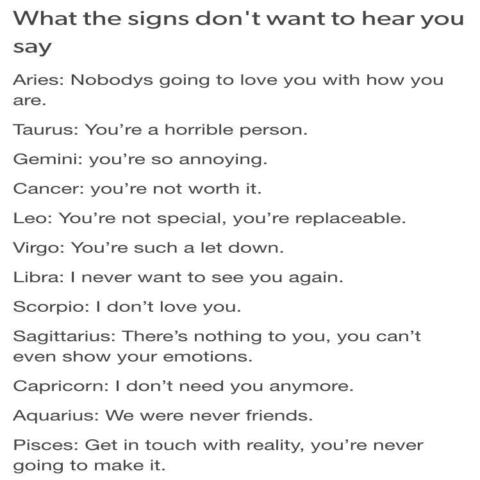 What the signs don't want to hear you
say
Aries: Nobodys going to love you with how you
are.
Taurus: You’re a horrible person.
Gemini: you’re so annoying.
Cancer: you’re not worth it.
Leo: You’re not special, you’re replaceable.
Virgo: You’re such a let down.
Libra: I never want to see you again.
Scorpio: I don’t love you.
Sagittarius: There’s nothing to you, you can’t
even show your emotions.
Capricorn: I don’t need you anymore.
Aquarius: We were never friends.
Pisces: Get in touch with reality, you’re never
going to make it.